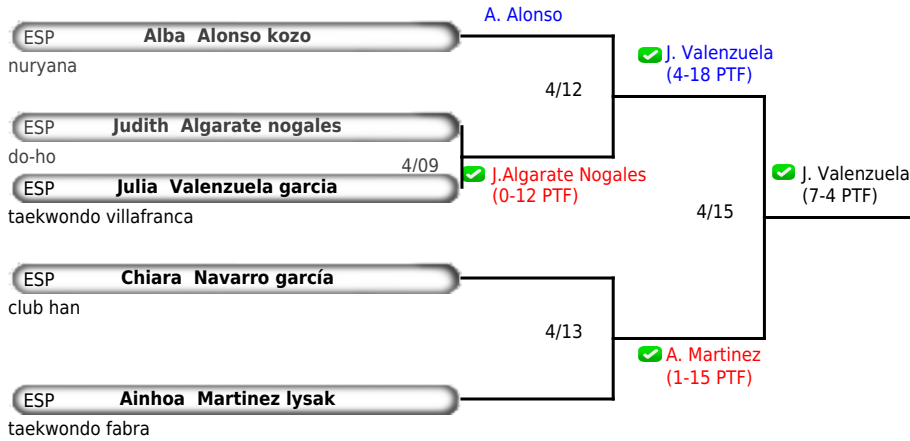 A. Alonso
ESP Alba Alonso kozo
nuryana
J. Valenzuela
(4-18 PTF)
4/12
ESP Judith Algarate nogales
do-ho
4/09
J.Algarate Nogales
(0-12 PTF)
ESP Julia Valenzuela garcia
taekwondo villafranca
J. Valenzuela
(7-4 PTF)
4/15
ESP Chiara Navarro garcía
club han
4/13
A. Martinez
(1-15 PTF)
ESP Ainhoa Martinez lysak
taekwondo fabra